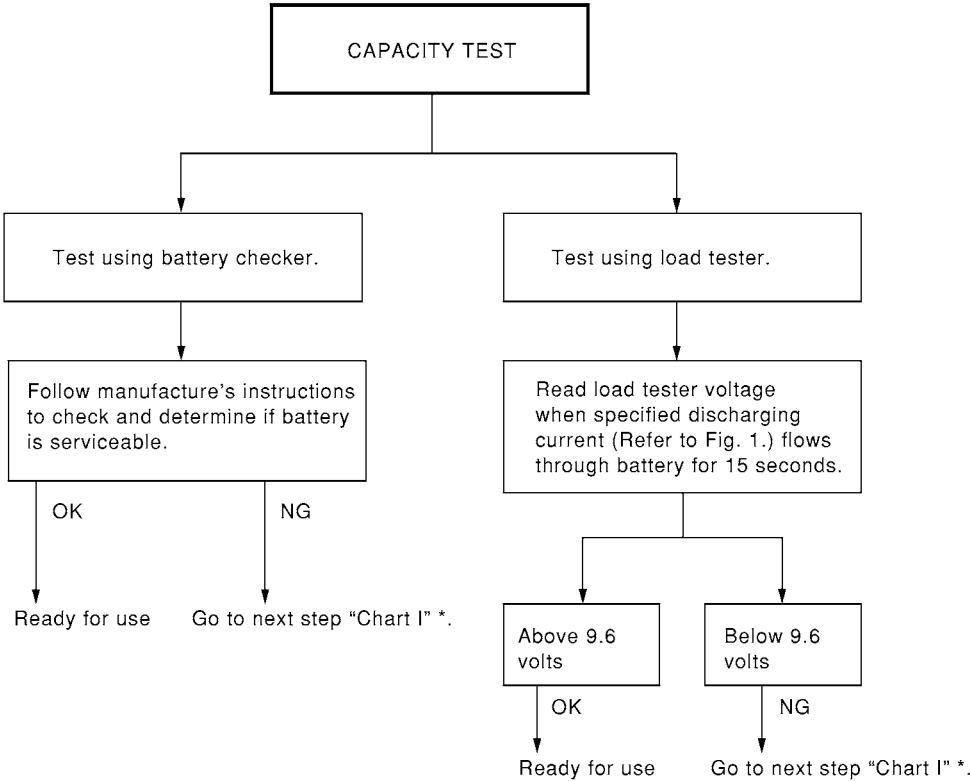 CAPACITY TEST
Test using battery checker.
Test using load tester.
Follow manufacture's instructions
to check and determine if battery
is serviceable.
Read load tester voltage
when specified discharging
current (Refer to Fig. 1.) flows
through battery for 15 seconds.
OK
NG
Ready for use
Go to next step “Chart I” *.
Above 9.6
volts
Below 9.6
volts
OK
NG
Ready for use
Go to next step “Chart I” *.